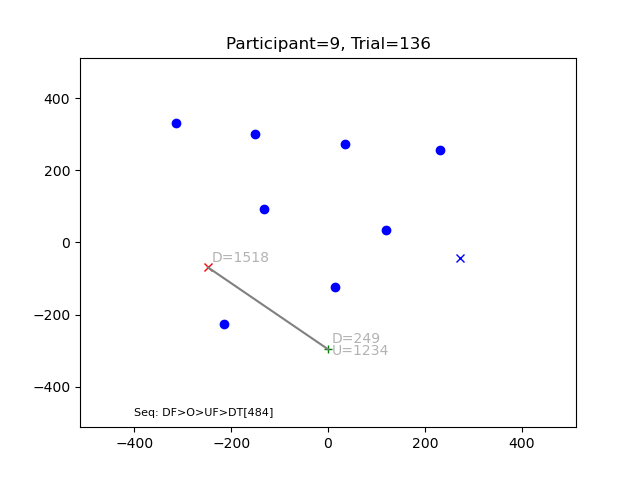 Participant=9, Trial=136
400
200
0
−200
−400
D=1518
D=249
U=1234
Seq: DF>O>UF>DT[484]
−400 −200 0 200 400